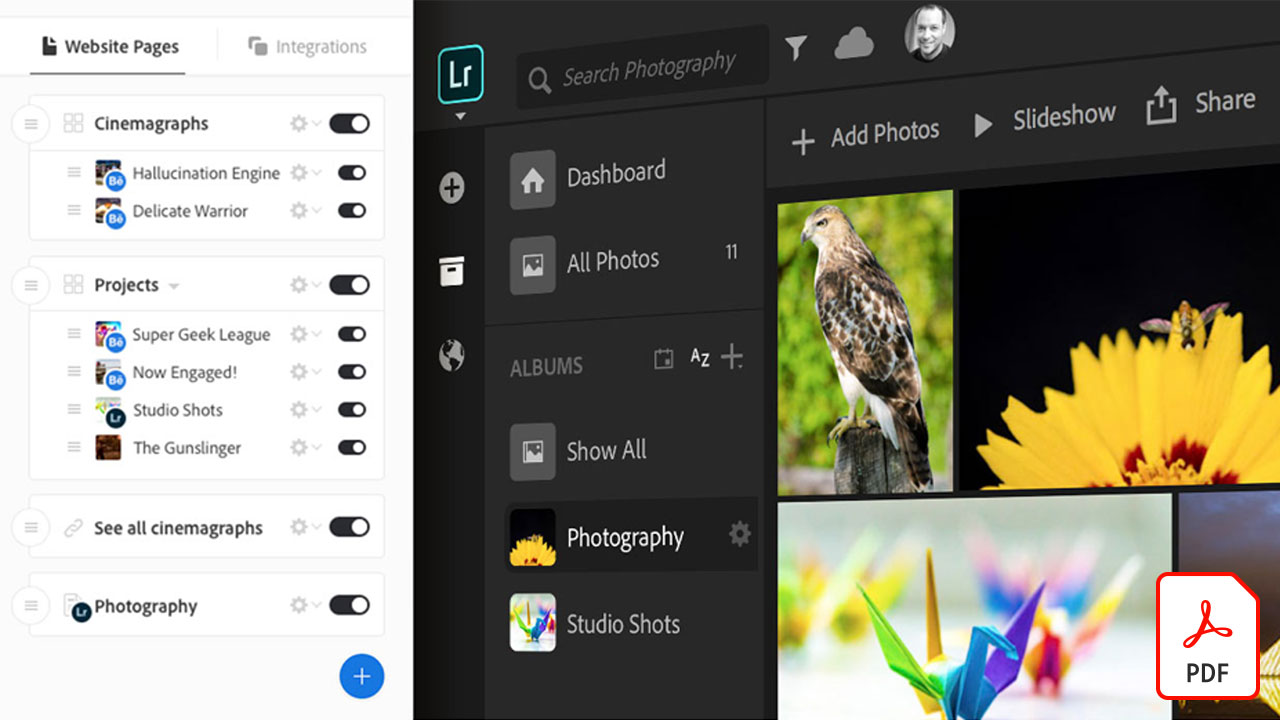 Website Pages
Integrations
Cinemagraphs
Bē Hallucination Engine
Bē Delicate Warrior
Projects
Bē Super Geek League
Bē Now Engaged!
Lr Studio Shots
The Gunslinger
See all cinemagraphs
Lr Photography
Lr
Search Photography
Add Photos
Slideshow
Share
Dashboard
All Photos 11
ALBUMS AZ
Show All
Photography
Studio Shots
PDF